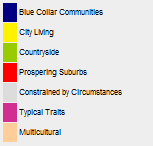 Blue Collar Communities
City Living
Countryside
Prospering Suburbs
Constrained by Circumstances
Typical Traits
Multicultural